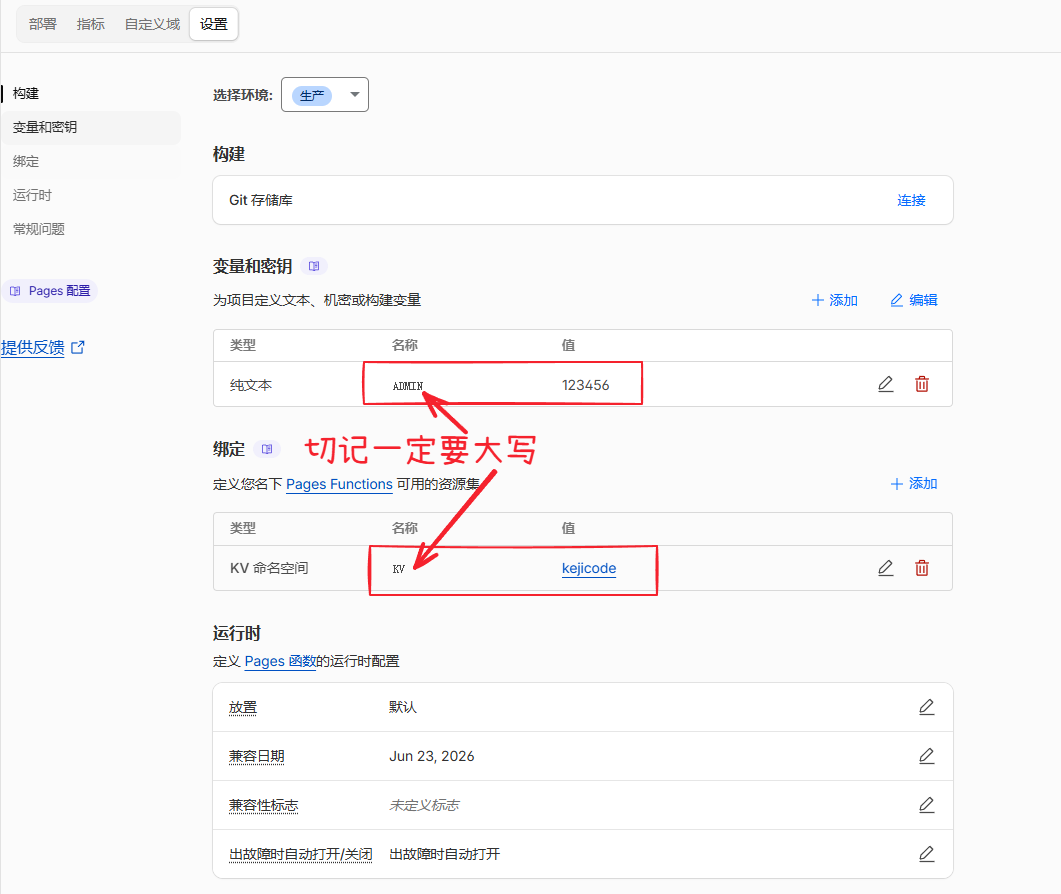 部署 指标 自定义域 设置
构建
变量和密钥
绑定
运行时
常规问题
Pages 配置
提供反馈
选择环境: 生产
构建
Git 存储库 连接
变量和密钥
为项目定义文本、机密或构建变量 添加 编辑
类型 名称 值
纯文本 ADMIN 123456
切记一定要大写
绑定
定义您名下 Pages Functions 可用的资源集 添加
类型 名称 值
KV 命名空间 KV kejicode
运行时
定义 Pages 函数的运行时配置
放置 默认
兼容日期 Jun 23, 2026
兼容性标志 未定义标志
出故障时自动打开/关闭 出故障时自动打开